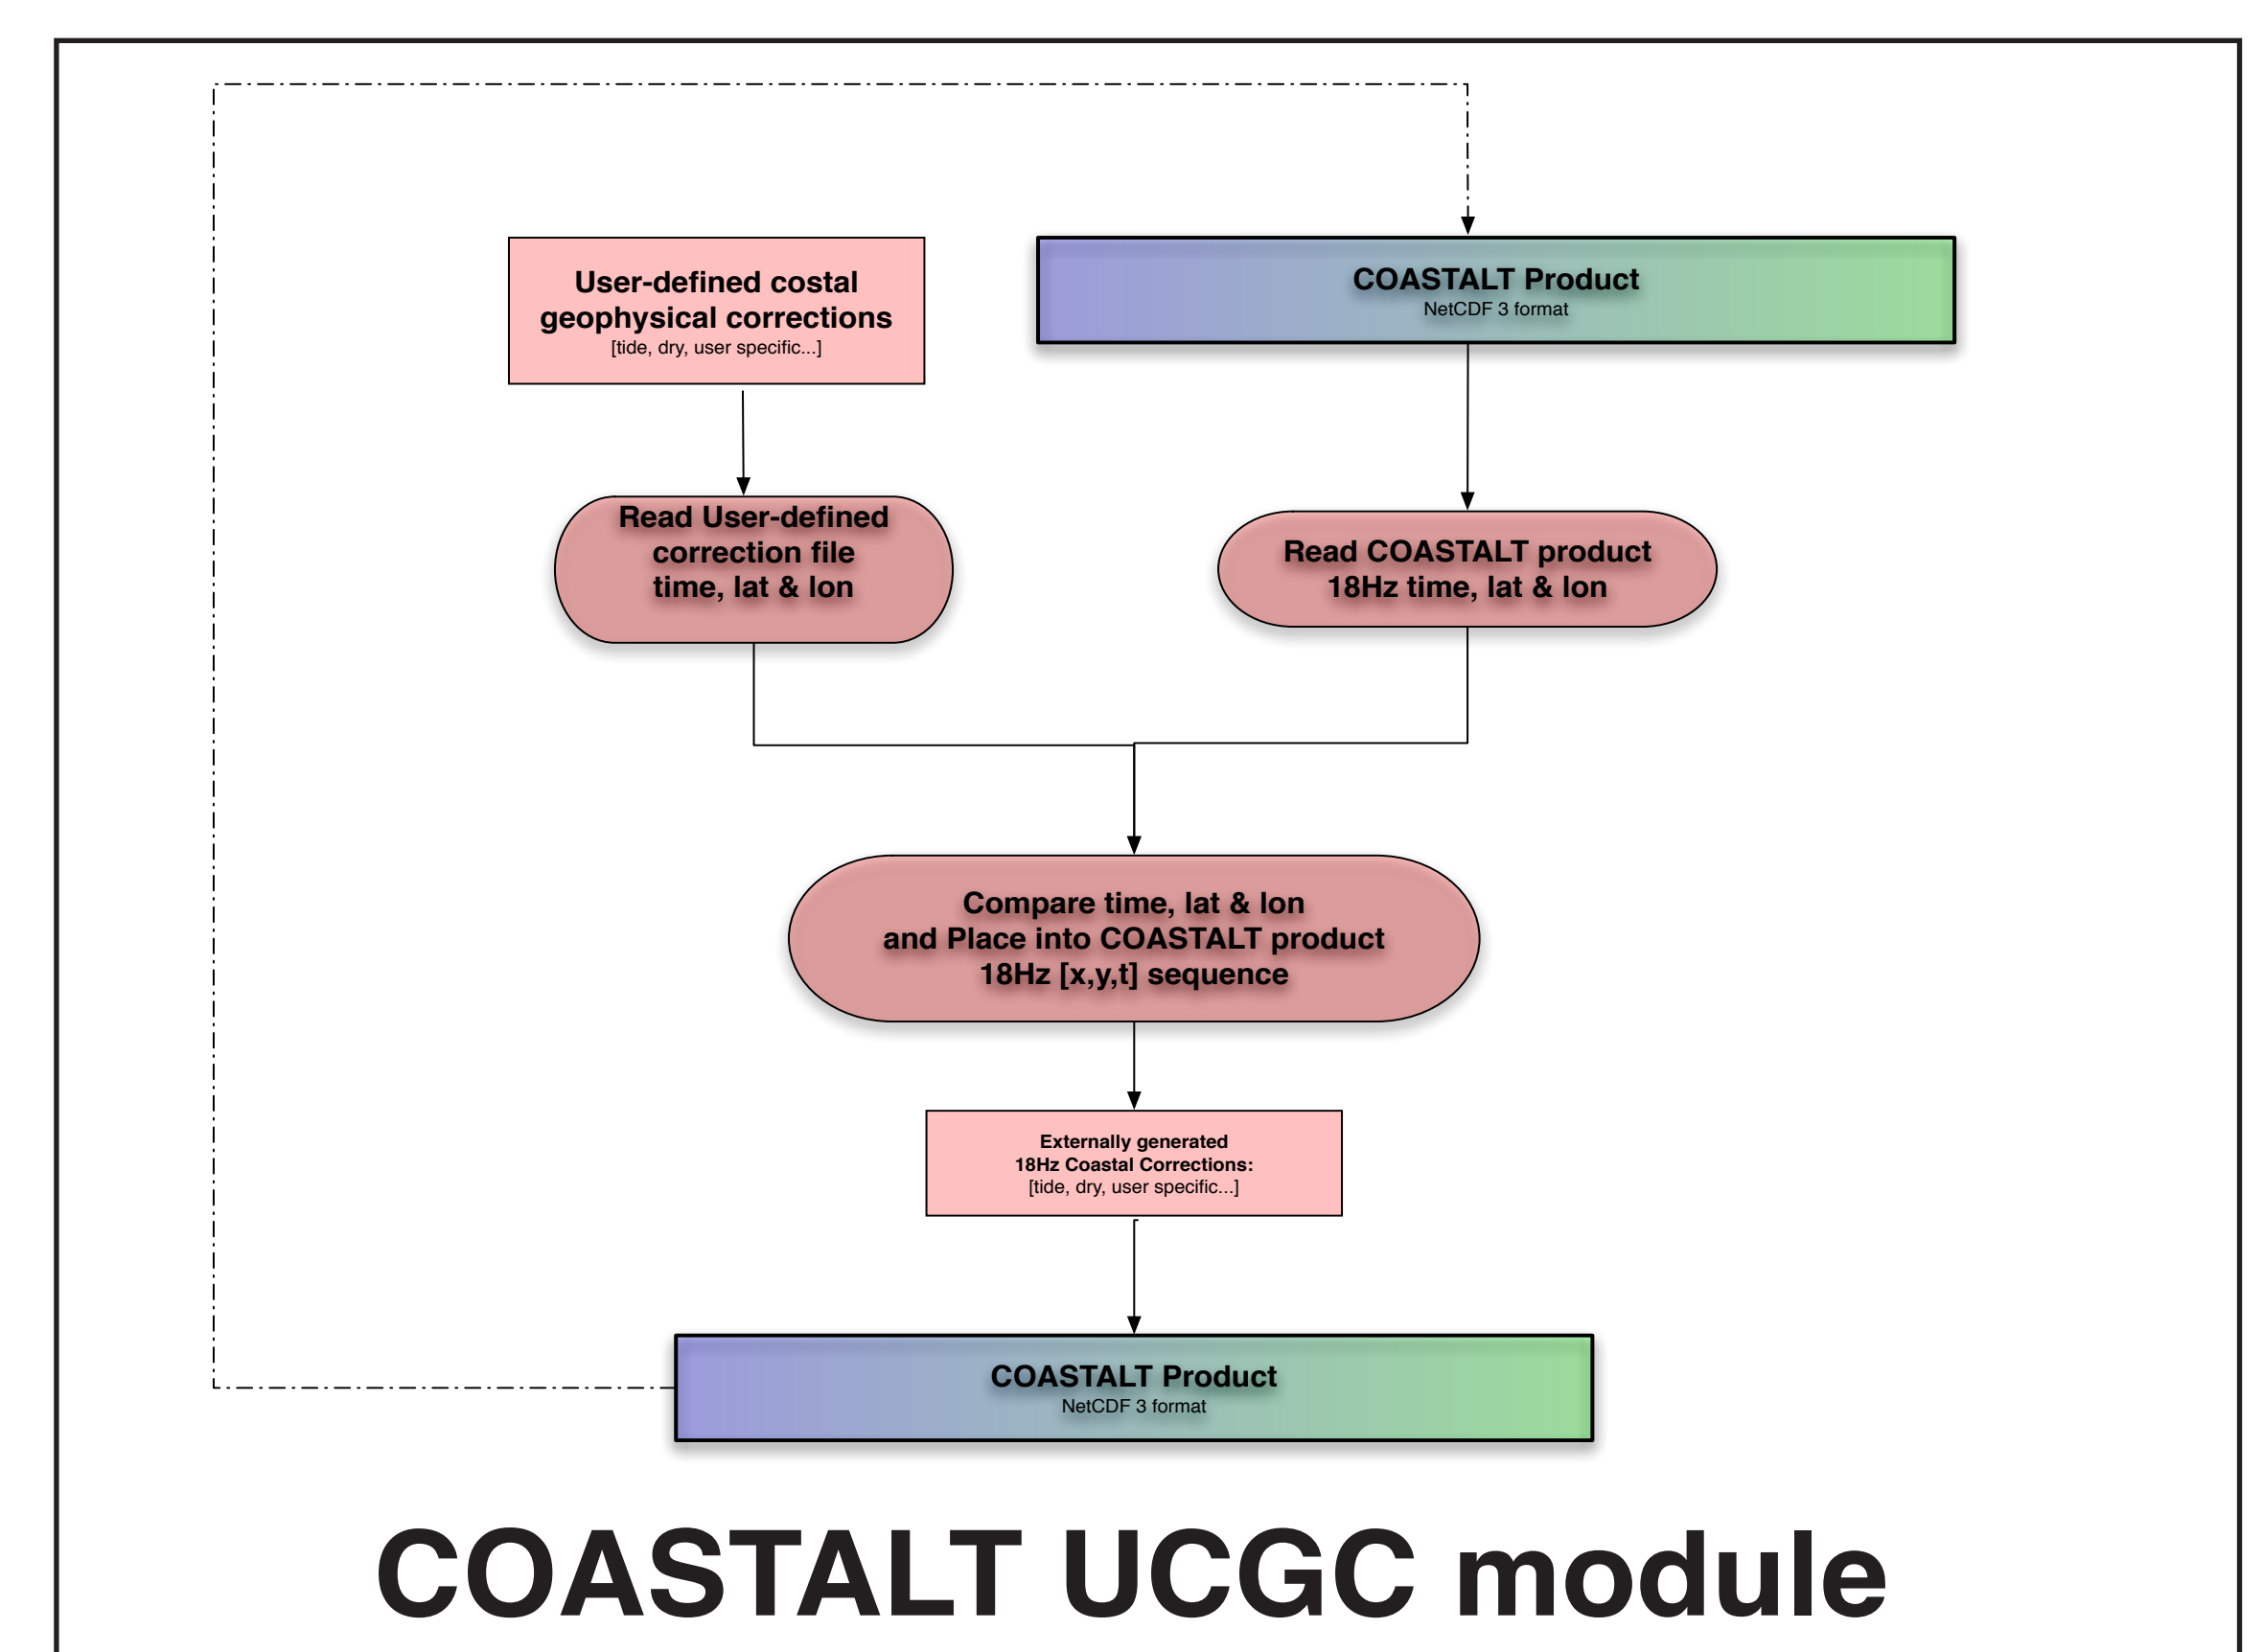 User-defined costal
geophysical corrections
[tide, dry, user specific...]
COASTALT Product
NetCDF 3 format
Read User-defined
correction file
time, lat & lon
Read COASTALT product
18Hz time, lat & lon
Compare time, lat & lon
and Place into COASTALT product
18Hz [x,y,t] sequence
Externally generated
18Hz Coastal Corrections:
[tide, dry, user specific...]
COASTALT Product
NetCDF 3 format
COASTALT UCGC module